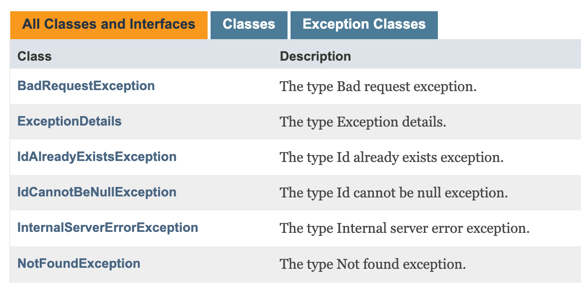 All Classes and Interfaces Classes Exception Classes
Class Description
BadRequestException The type Bad request exception.
ExceptionDetails The type Exception details.
IdAlreadyExistsException The type Id already exists exception.
IdCannotBeNullException The type Id cannot be null exception.
InternalServerErrorException The type Internal server error exception.
NotFoundException The type Not found exception.